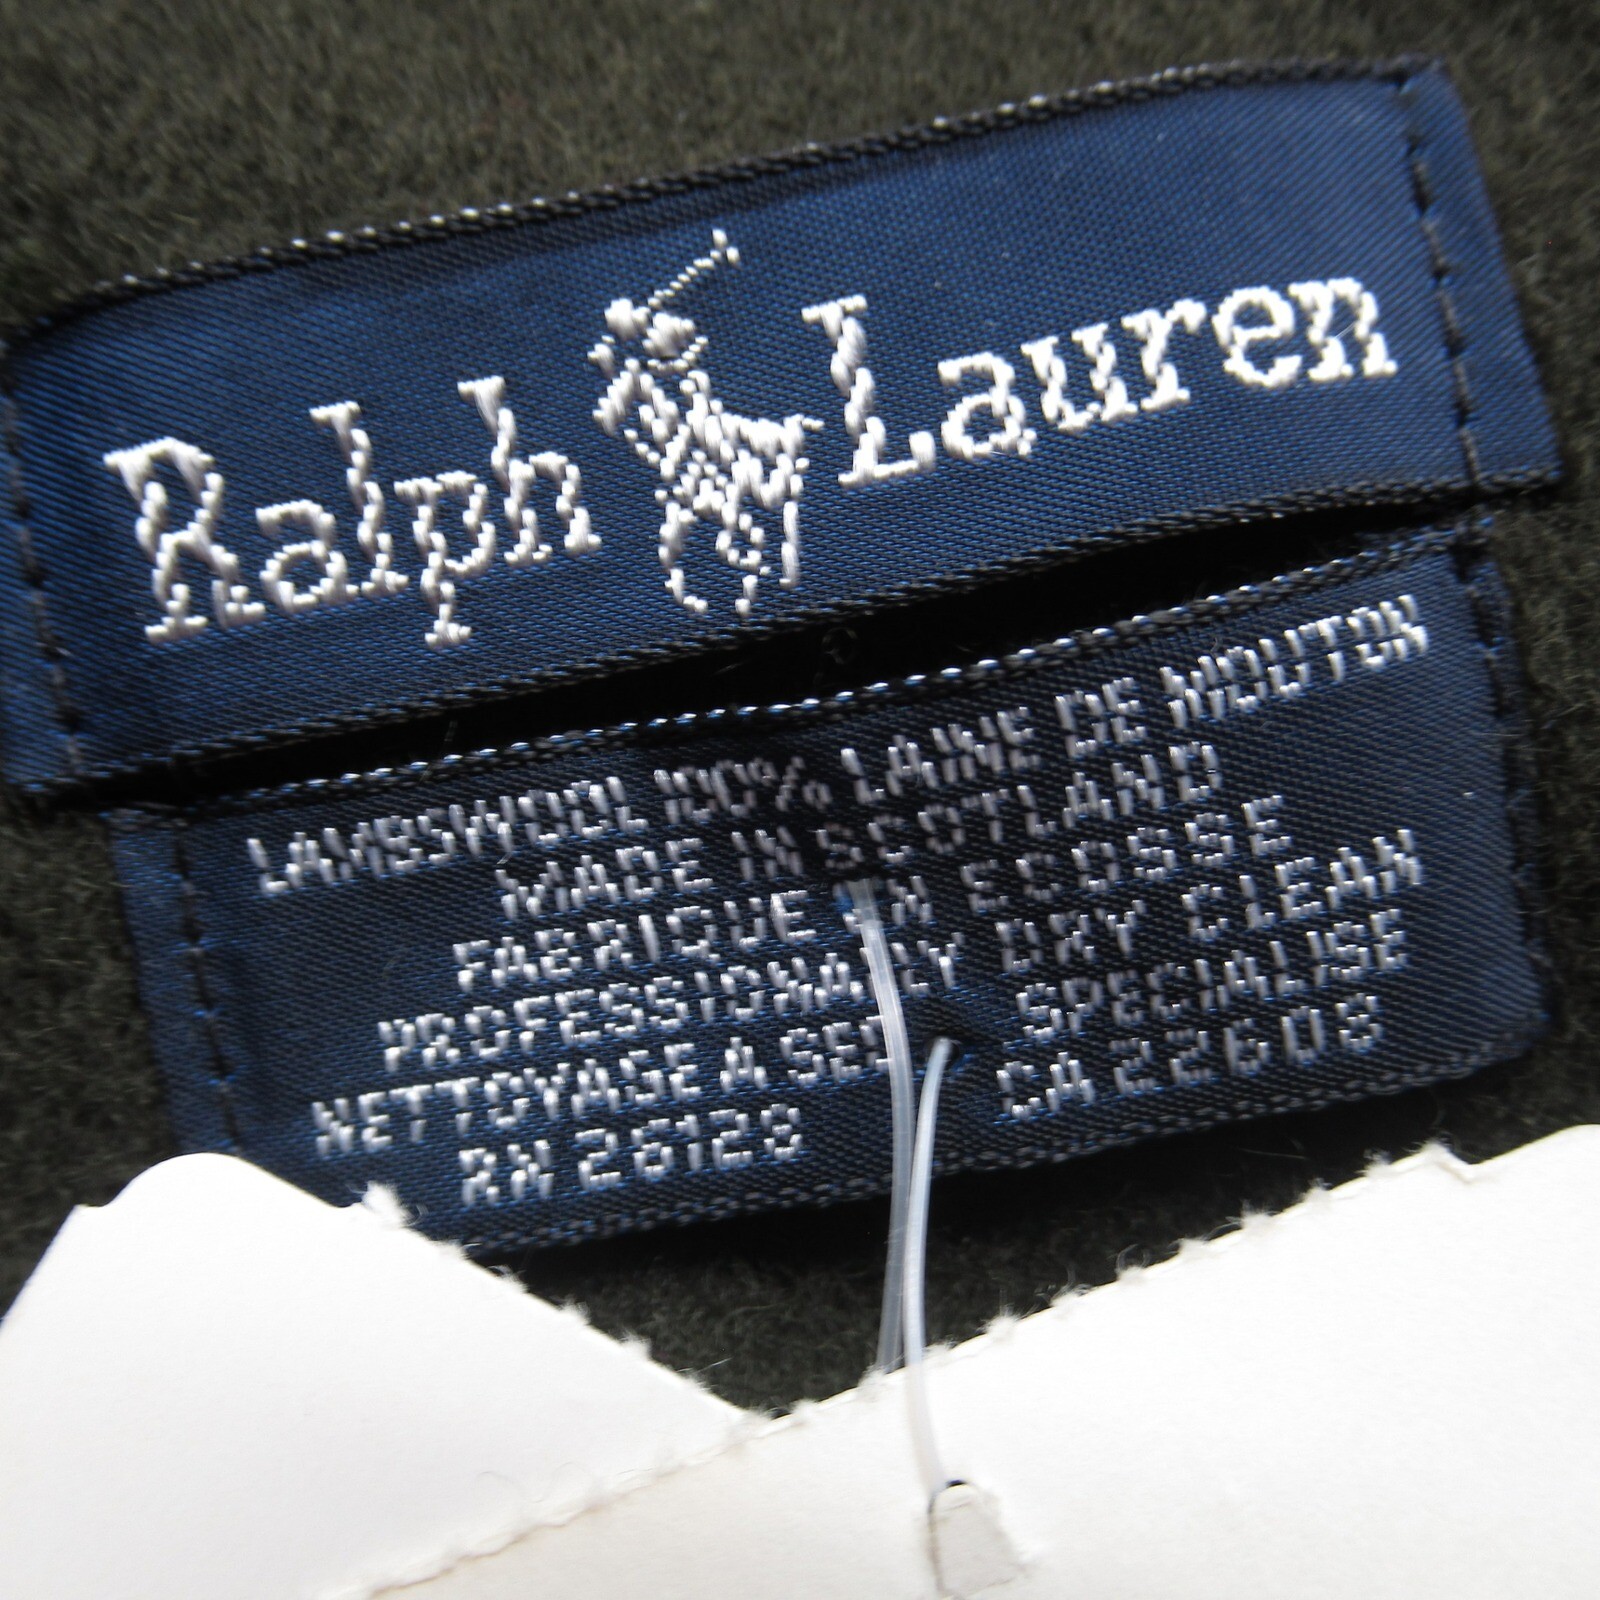 Ralph Lauren
LAMBSWOOL 100% LAINE DE MOUTON
MADE IN SCOTLAND
FABRIQUE EN ECOSSE
PROFESSIONALLY DRY CLEAN
NETTOYAGE A SEC SPECIALISE
RN 26128 CA 22608